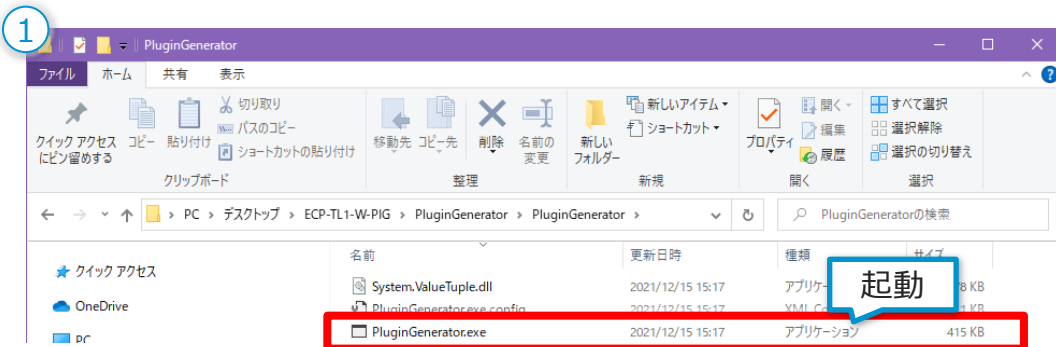 1
PluginGenerator
ファイル ホーム 共有 表示
クイック アクセス
にピン留めする
コピー
貼り付け
切り取り
パスのコピー
ショートカットの貼り付け
クリップボード
移動先
コピー先
削除
名前の
変更
整理
新しい
フォルダー
新しいアイテム
ショートカット
新規
プロパティ
開く
編集
履歴
開く
すべて選択
選択解除
選択の切り替え
選択
PC > デスクトップ > ECP-TL1-W-PIG > PluginGenerator > PluginGenerator >
PluginGeneratorの検索
名前 更新日時 種類 サイズ
クイック アクセス
OneDrive
PC
System.ValueTuple.dll 2021/12/15 15:17 KB
PluginGenerator.exe.config 2021/12/15 15:17 KB
PluginGenerator.exe 2021/12/15 15:17 アプリケーション 415 KB
起動